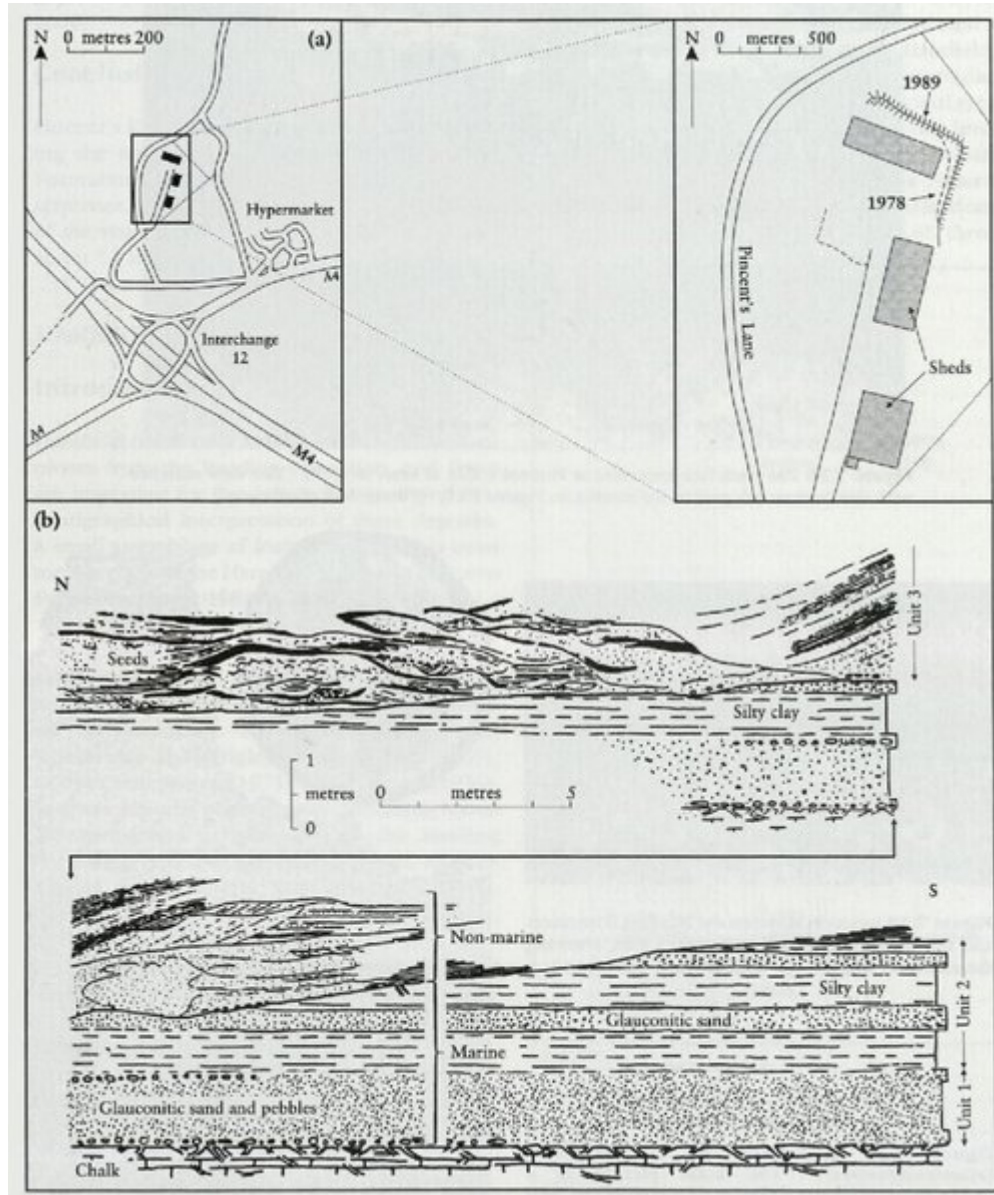 N
0 metres 200
(a)
Hypermarket
A4
Interchange
12
A4
M4
N
0 metres 500
1989
1978
Pincent's Lane
Sheds
(b)
N
Unit 3
Seeds
Silty clay
1
metres
0
0 metres 5
S
Non-marine
Silty clay
Unit 2
Glauconitic sand
Marine
Glauconitic sand and pebbles
Unit 1
Chalk